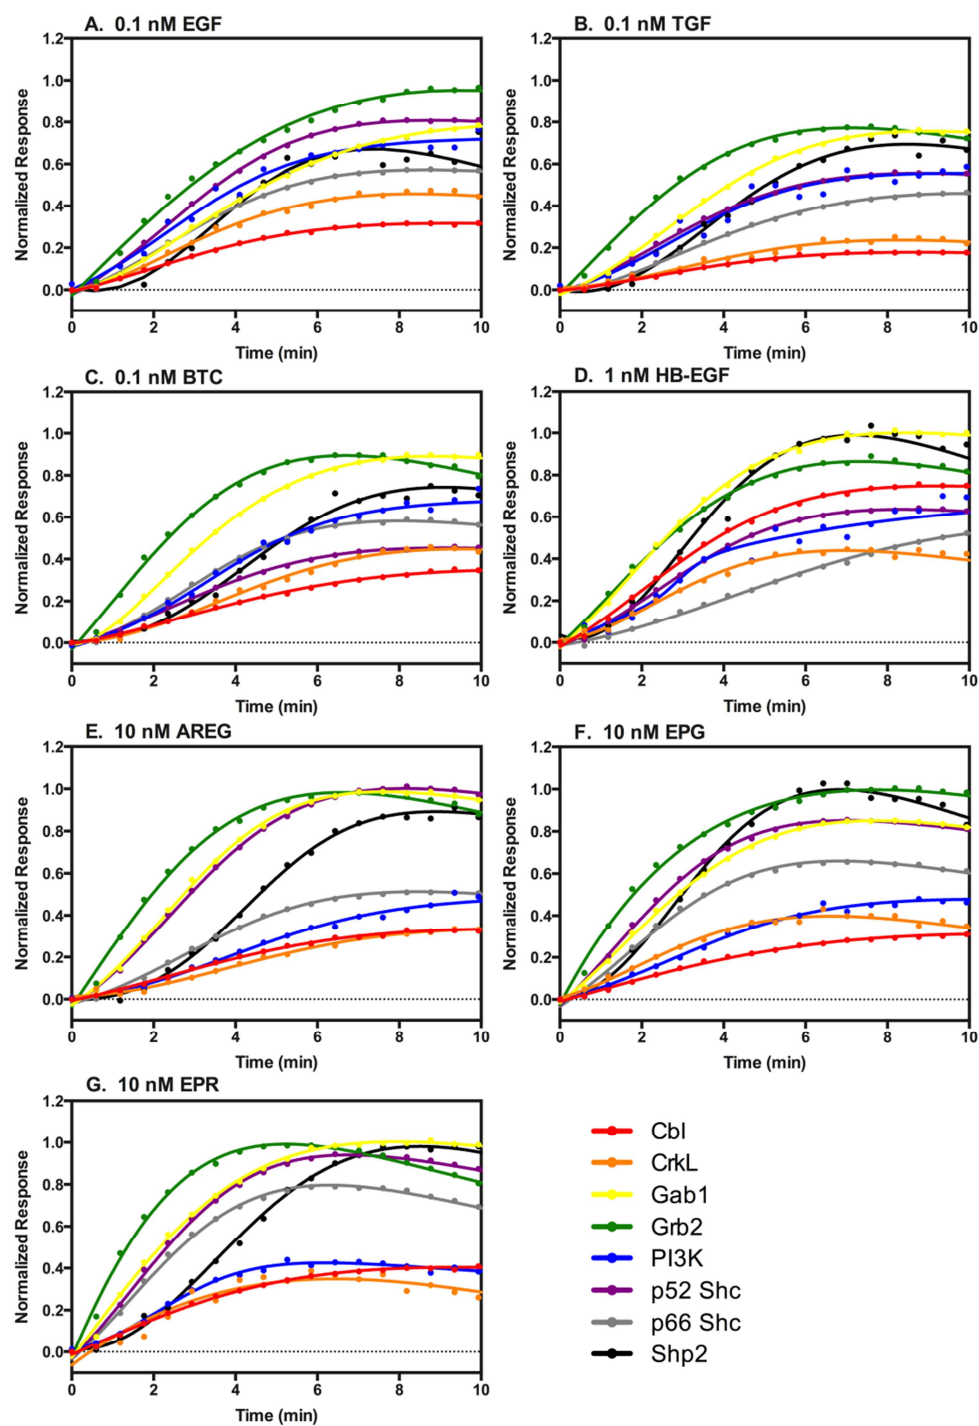 A. 0.1 nM EGF
Normalized Response
1.2
1.0
0.8
0.6
0.4
0.2
0.0
0 2 4 6 8 10
Time (min)
B. 0.1 nM TGF
Normalized Response
1.2
1.0
0.8
0.6
0.4
0.2
0.0
0 2 4 6 8 10
Time (min)
C. 0.1 nM BTC
Normalized Response
1.2
1.0
0.8
0.6
0.4
0.2
0.0
0 2 4 6 8 10
Time (min)
D. 1 nM HB-EGF
Normalized Response
1.2
1.0
0.8
0.6
0.4
0.2
0.0
0 2 4 6 8 10
Time (min)
E. 10 nM AREG
Normalized Response
1.2
1.0
0.8
0.6
0.4
0.2
0.0
0 2 4 6 8 10
Time (min)
F. 10 nM EPG
Normalized Response
1.2
1.0
0.8
0.6
0.4
0.2
0.0
0 2 4 6 8 10
Time (min)
G. 10 nM EPR
Normalized Response
1.2
1.0
0.8
0.6
0.4
0.2
0.0
0 2 4 6 8 10
Time (min)
Cbl
CrkL
Gab1
Grb2
PI3K
p52 Shc
p66 Shc
Shp2